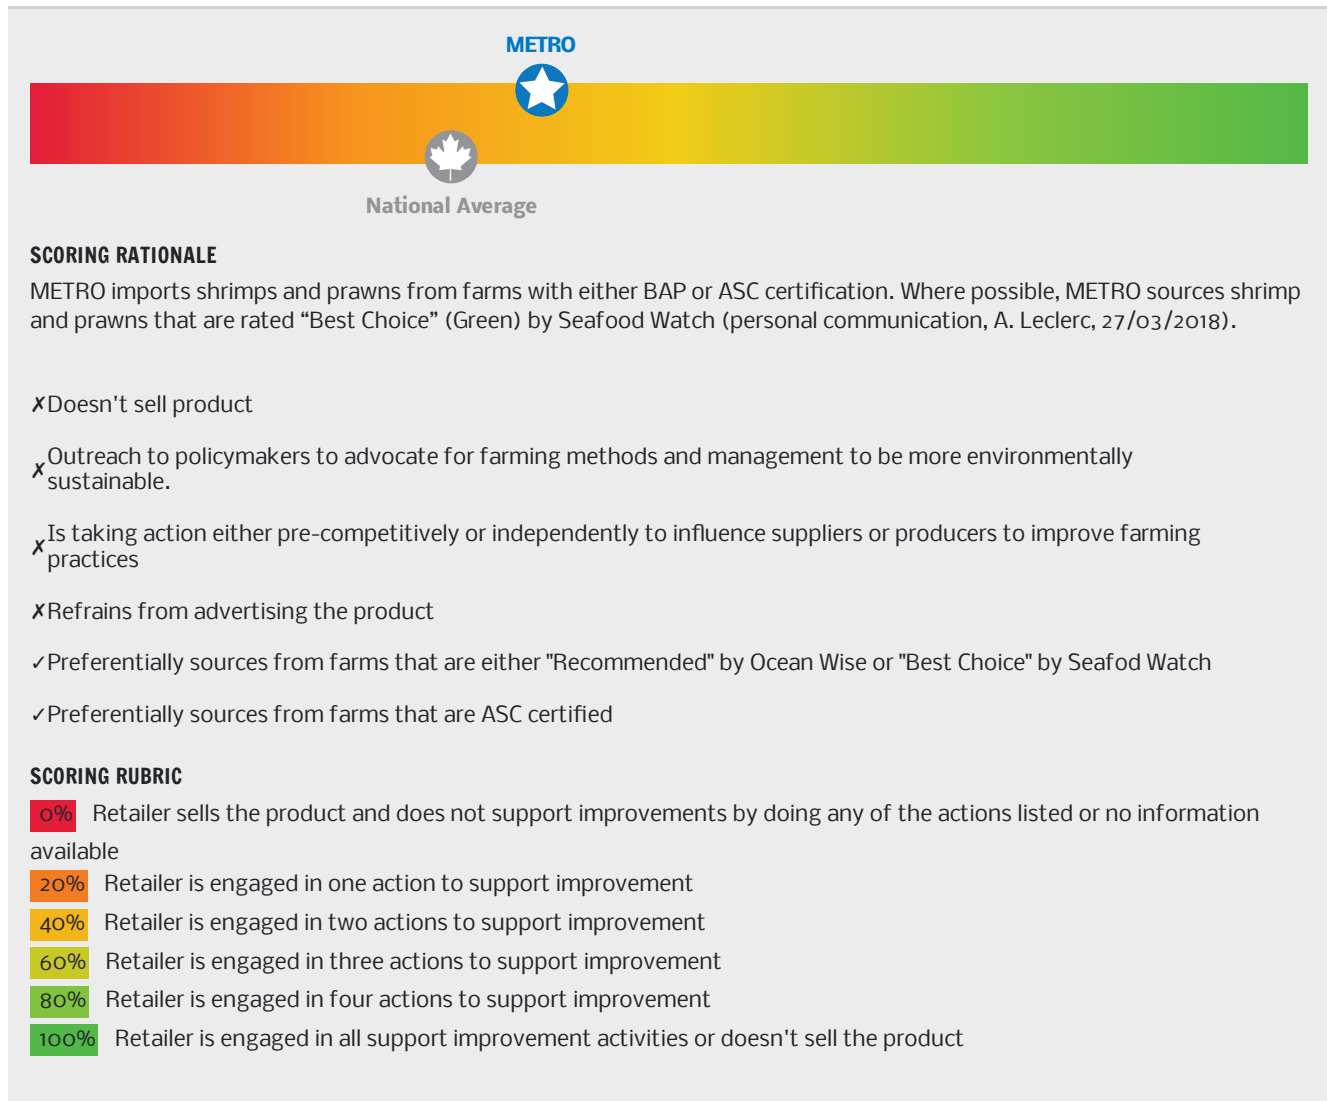 METRO
National Average
SCORING RATIONALE
METRO imports shrimps and prawns from farms with either BAP or ASC certification. Where possible, METRO sources shrimp
and prawns that are rated “Best Choice” (Green) by Seafood Watch (personal communication, A. Leclerc, 27/03/2018).
✗Doesn't sell product
✗Outreach to policymakers to advocate for farming methods and management to be more environmentally
sustainable.
✗Is taking action either pre-competitively or independently to influence suppliers or producers to improve farming
practices
✗Refrains from advertising the product
✓Preferentially sources from farms that are either "Recommended" by Ocean Wise or "Best Choice" by Seafod Watch
✓Preferentially sources from farms that are ASC certified
SCORING RUBRIC
0% Retailer sells the product and does not support improvements by doing any of the actions listed or no information
available
20% Retailer is engaged in one action to support improvement
40% Retailer is engaged in two actions to support improvement
60% Retailer is engaged in three actions to support improvement
80% Retailer is engaged in four actions to support improvement
100% Retailer is engaged in all support improvement activities or doesn't sell the product